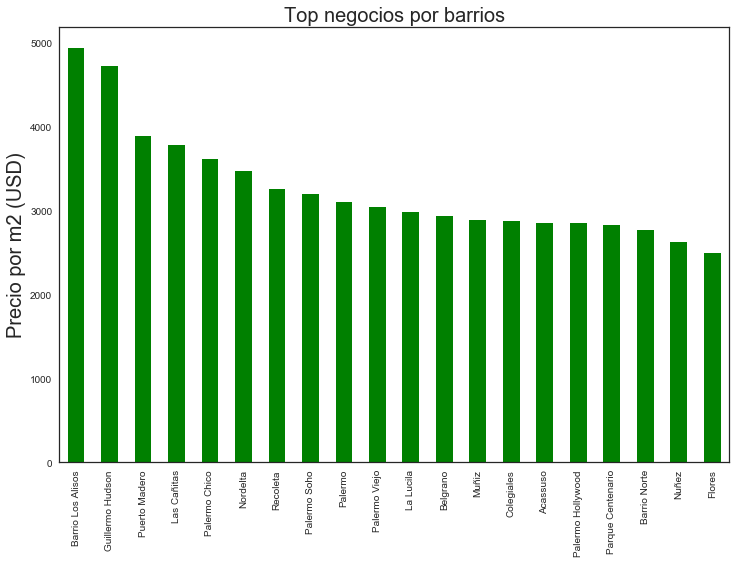 Top negocios por barrios
Precio por m2 (USD)
5000
4000
3000
2000
1000
0
Barrio Los Alisos
Guillermo Hudson
Puerto Madero
Las Cañitas
Palermo Chico
Nordelta
Recoleta
Palermo Soho
Palermo
Palermo Viejo
La Lucila
Belgrano
Muñiz
Colegiales
Acassuso
Palermo Hollywood
Parque Centenario
Barrio Norte
Nuñez
Flores